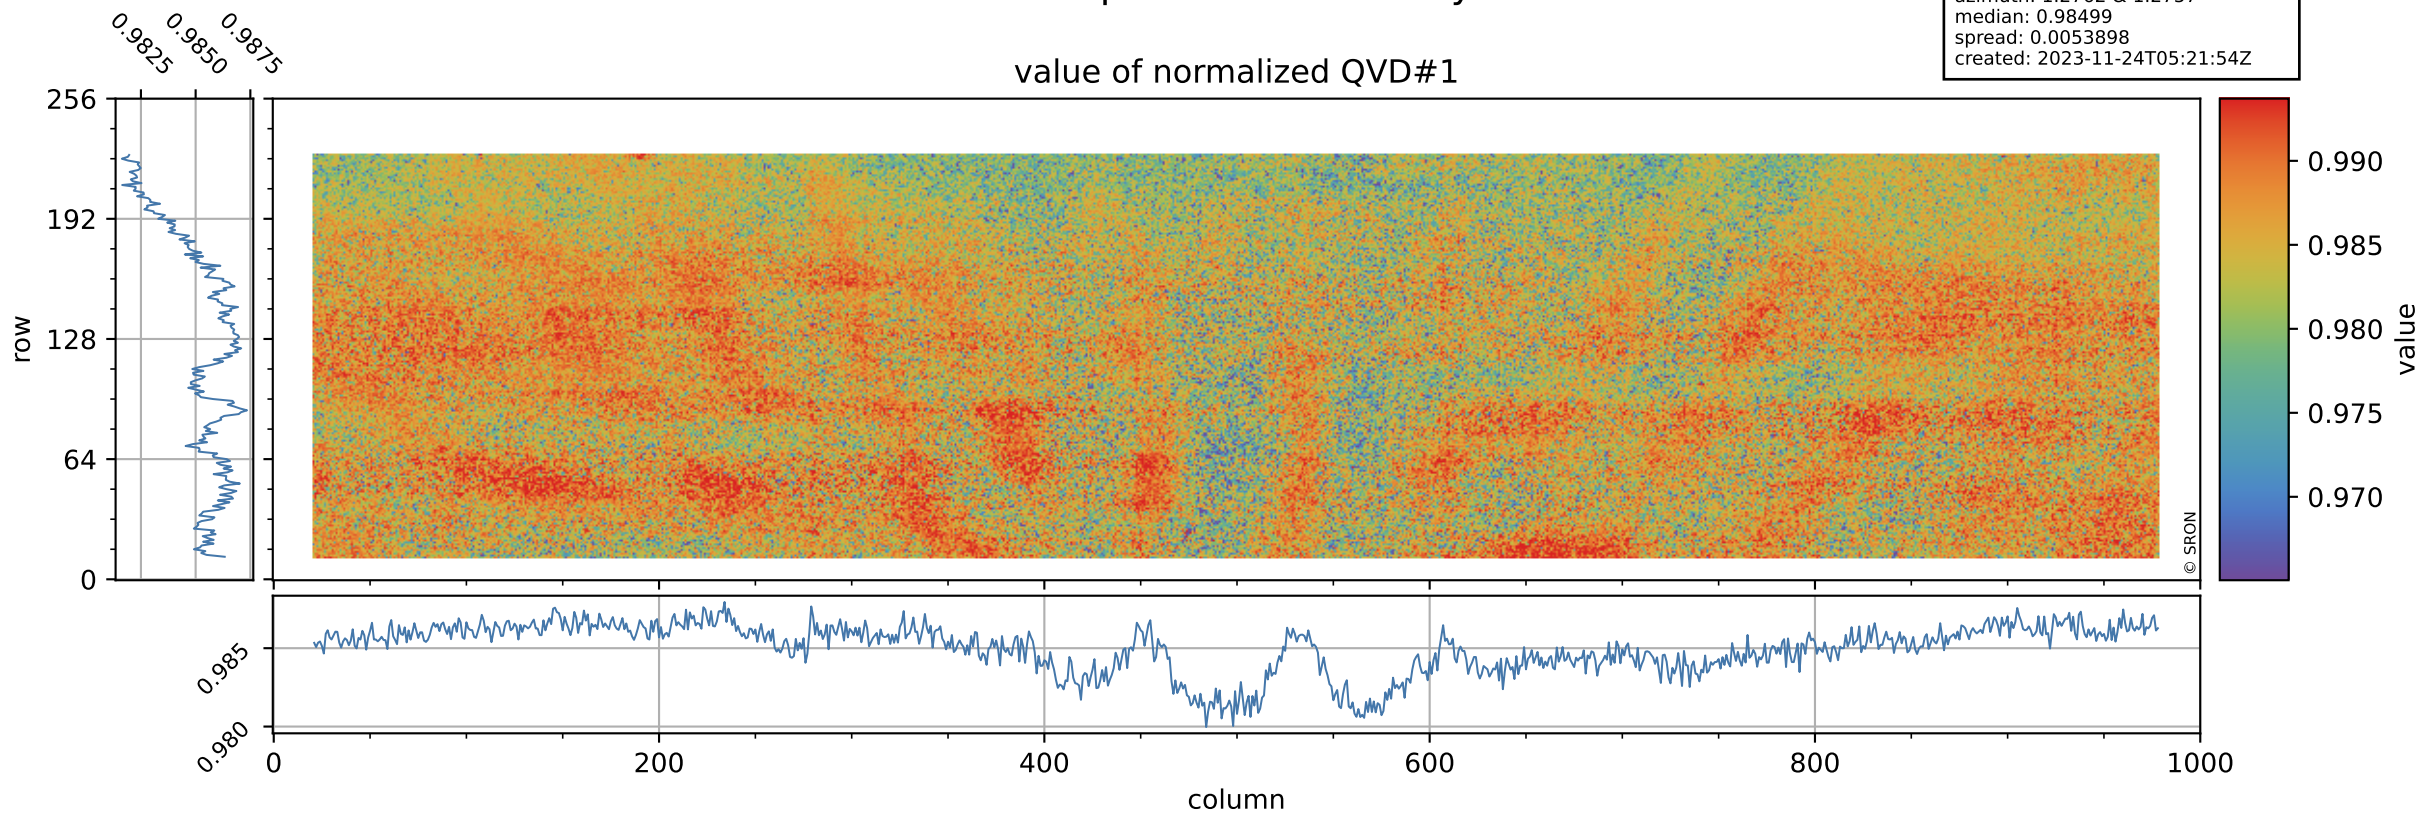 median: 0.98499
spread: 0.0053898
created: 2023-11-24T05:21:54Z
value of normalized QVD#1
0.9825 0.9850 0.9875
256
192
128
64
0
row
© SRON
0.990
0.985
0.980
0.975
0.970
value
0.985
0.980
0 200 400 600 800 1000
column